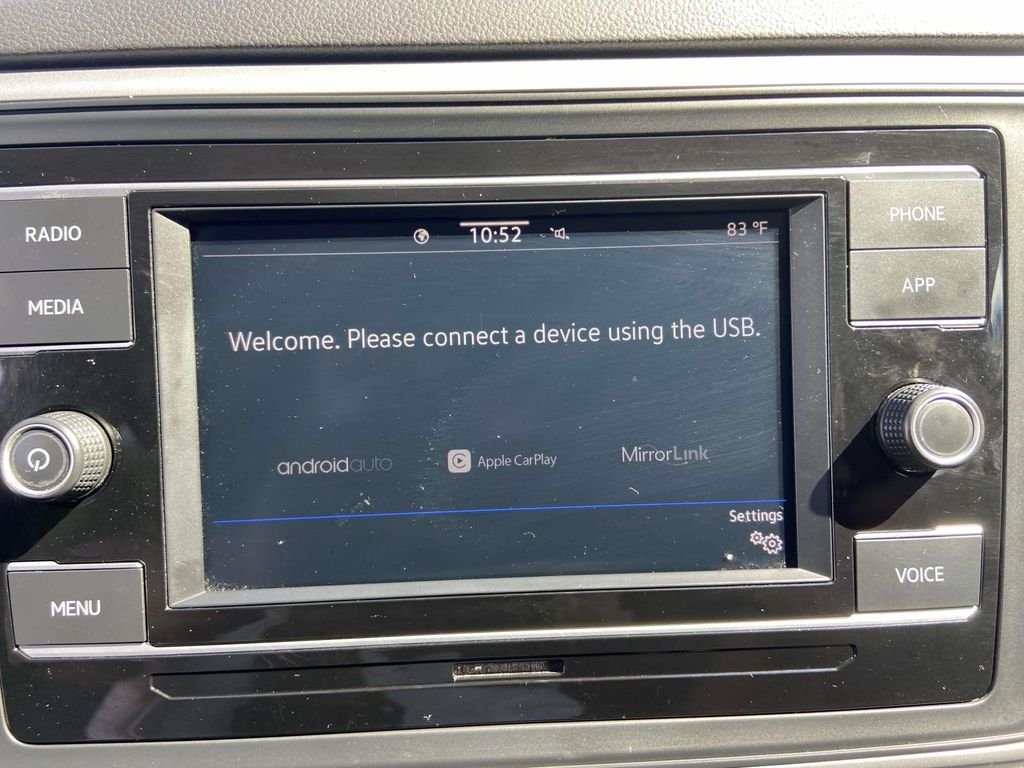 RADIO
MEDIA
MENU
10:52
83 °F
Welcome. Please connect a device using the USB.
androidauto
Apple CarPlay
MirrorLink
Settings
PHONE
APP
VOICE